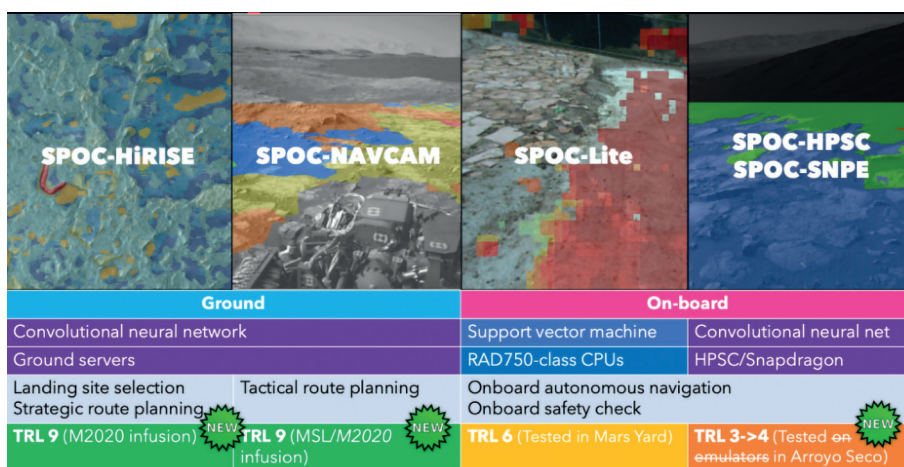 SPOC-HiRISE
SPOC-NAVCAM
SPOC-Lite
SPOC-HPSC
SPOC-SNPE
Ground
On-board
Convolutional neural network
Support vector machine
Convolutional neural net
Ground servers
RAD750-class CPUs
HPSC/Snapdragon
Landing site selection
Strategic route planning
Tactical route planning
Onboard autonomous navigation
Onboard safety check
NEW
NEW
NEW
TRL 9 (M2020 infusion)
TRL 9 (MSL/M2020
infusion)
TRL 6 (Tested in Mars Yard)
TRL 3->4 (Tested on
emulators in Arroyo Seco)